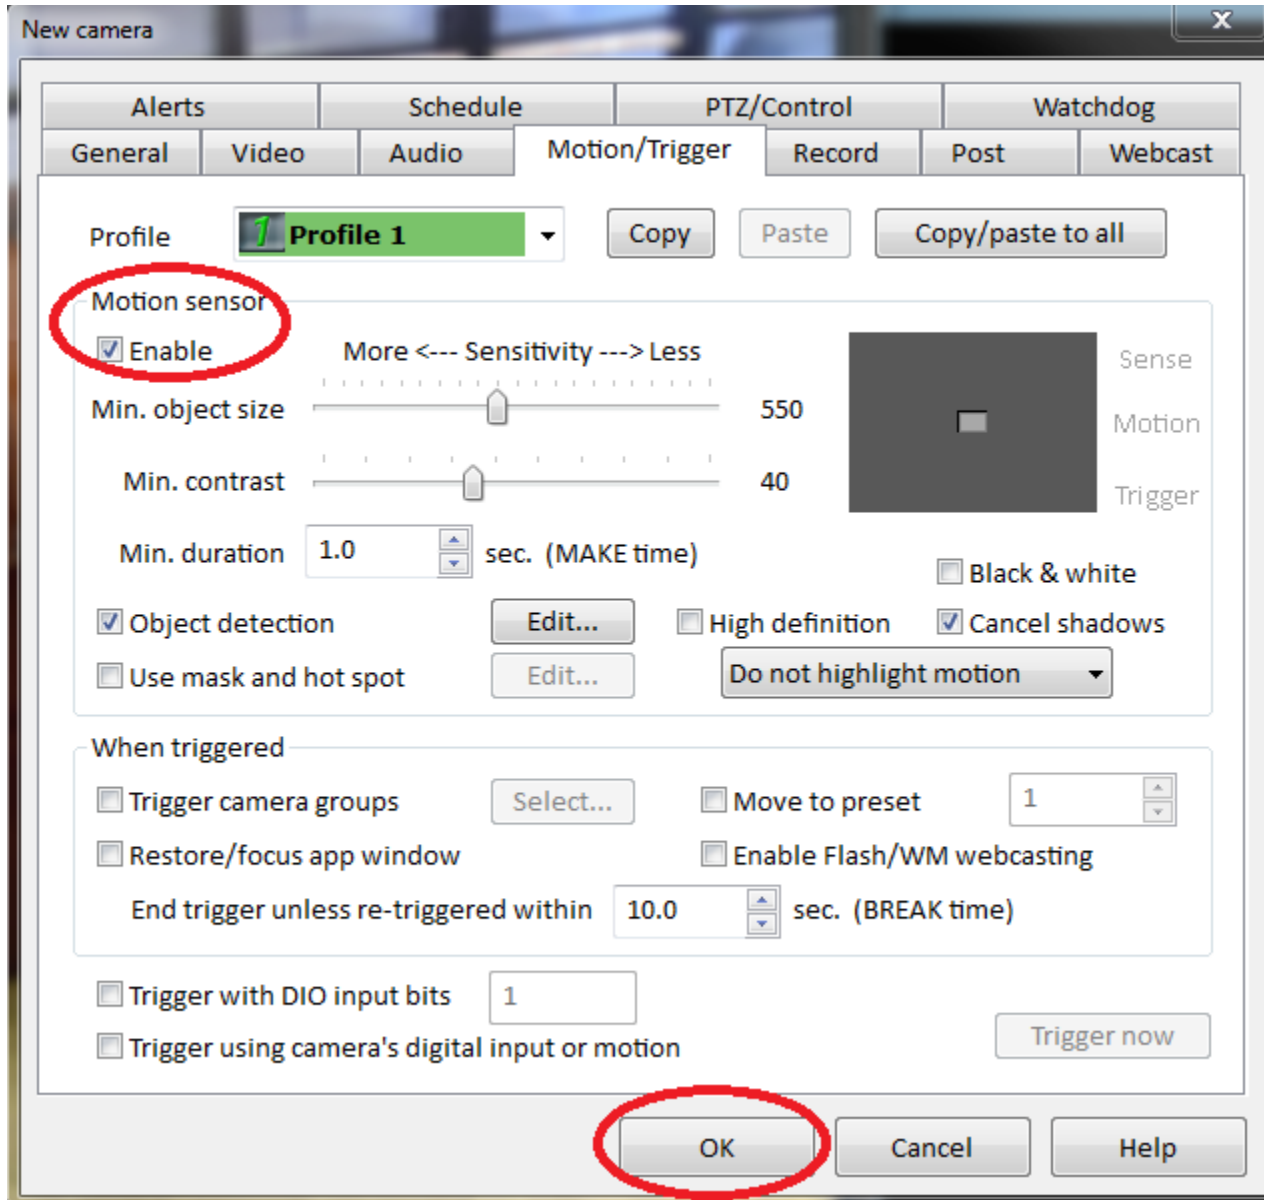 New camera
x
Alerts Schedule PTZ/Control Watchdog
General Video Audio Motion/Trigger Record Post Webcast
Profile 1 Profile 1 Copy Paste Copy/paste to all
Motion sensor
Enable More <--- Sensitivity ---> Less Sense
Min. object size 550 Motion
Min. contrast 40 Trigger
Min. duration 1.0 sec. (MAKE time)
Black & white
Object detection Edit... High definition Cancel shadows
Use mask and hot spot Edit... Do not highlight motion
When triggered
Trigger camera groups Select... Move to preset 1
Restore/focus app window Enable Flash/WM webcasting
End trigger unless re-triggered within 10.0 sec. (BREAK time)
Trigger with DIO input bits 1
Trigger using camera's digital input or motion Trigger now
OK Cancel Help